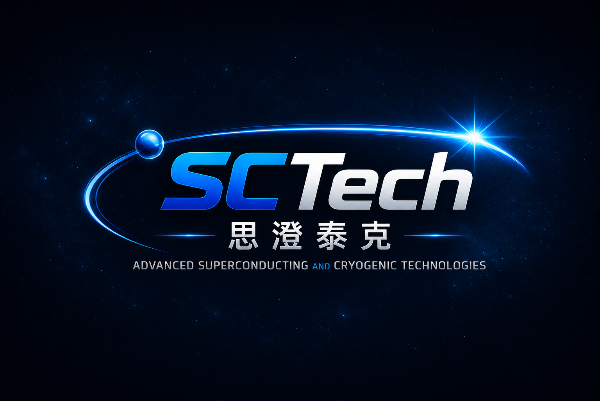 SCTech
思澄泰克
ADVANCED SUPERCONDUCTING AND CRYOGENIC TECHNOLOGIES